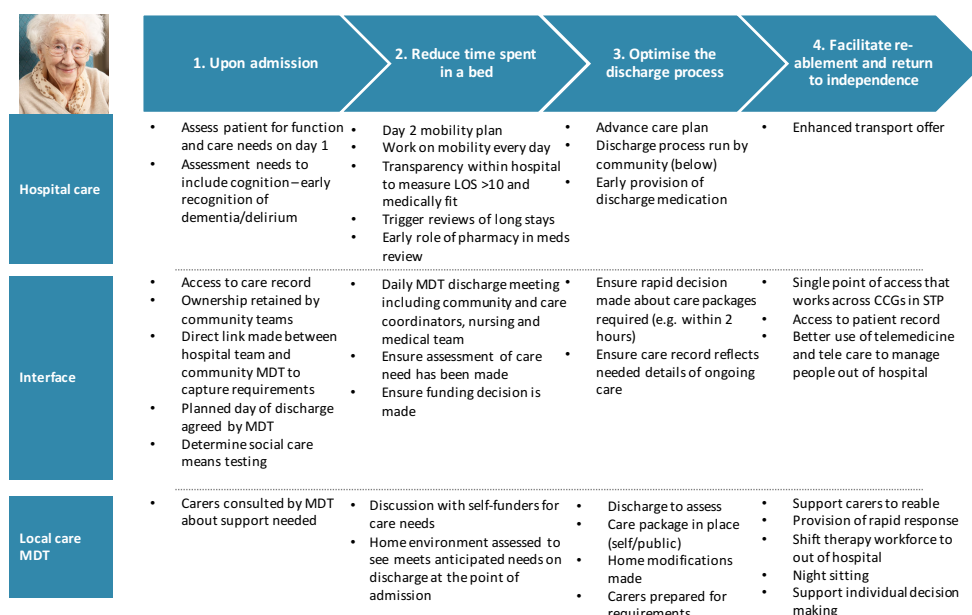 1. Upon admission
2. Reduce time spent
in a bed
3. Optimise the
discharge process
4. Facilitate re-
ablement and return
to independence
Hospital care
• Assess patient for function
and care needs on day 1
• Assessment needs to
include cognition – early
recognition of
dementia/delirium
• Day 2 mobility plan
• Work on mobility every day
• Transparency within hospital
to measure LOS >10 and
medically fit
• Trigger reviews of long stays
• Early role of pharmacy in meds
review
• Advance care plan
• Discharge process run by
community (below)
• Early provision of
discharge medication
• Enhanced transport offer
Interface
• Access to care record
• Ownership retained by
community teams
• Direct link made between
hospital team and
community MDT to
capture requirements
• Planned day of discharge
agreed by MDT
• Determine social care
means testing
• Daily MDT discharge meeting
including community and care
coordinators, nursing and
medical team
• Ensure assessment of care
need has been made
• Ensure funding decision is
made
• Ensure rapid decision
made about care packages
required (e.g. within 2
hours)
• Ensure care record reflects
needed details of ongoing
care
• Single point of access that
works across CCGs in STP
• Access to patient record
• Better use of telemedicine
and tele care to manage
people out of hospital
Local care
MDT
• Carers consulted by MDT
about support needed
• Discussion with self-funders for
care needs
• Home environment assessed to
see meets anticipated needs on
discharge at the point of
admission
• Discharge to assess
• Care package in place
(self/public)
• Home modifications
made
• Carers prepared for
requirements
• Support carers to reable
• Provision of rapid response
• Shift therapy workforce to
out of hospital
• Night sitting
• Support individual decision
making